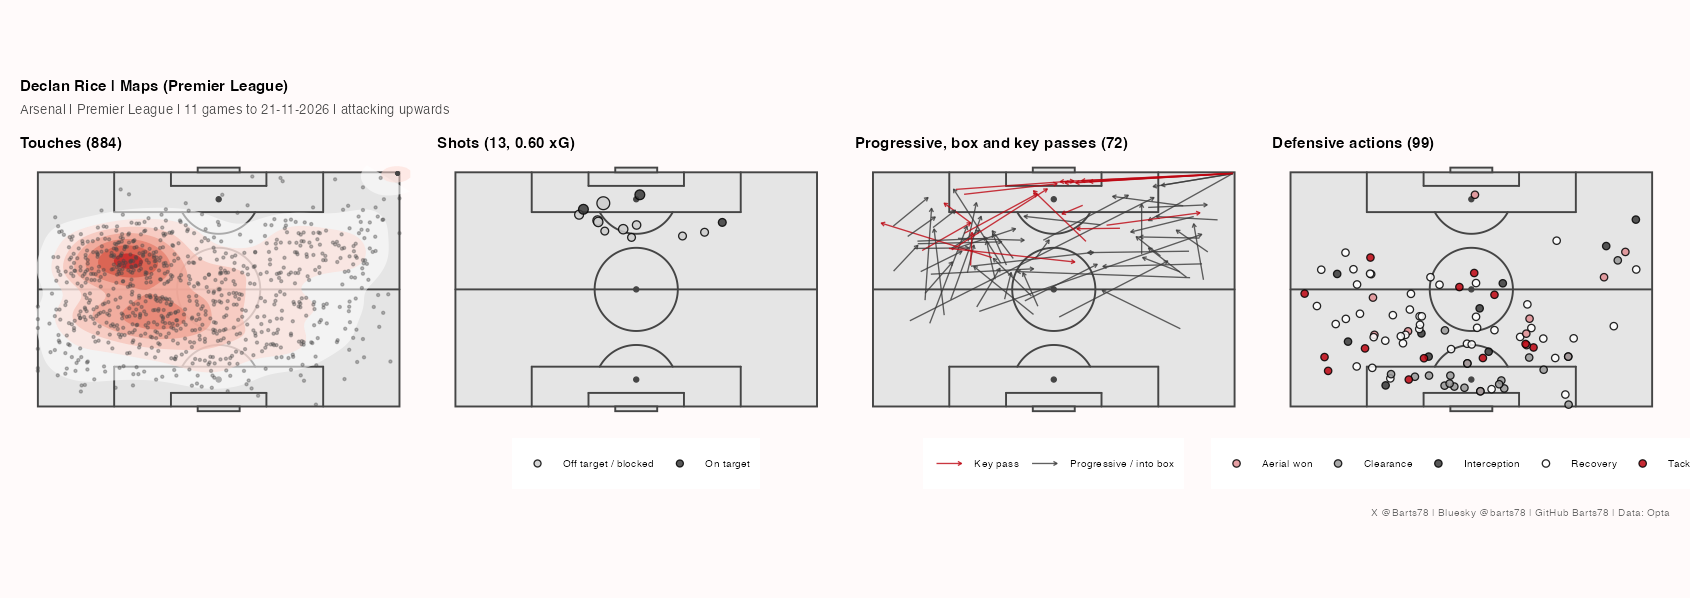 Declan Rice | Maps (Premier League)
Arsenal | Premier League | 11 games to 21-11-2026 | attacking upwards
Touches (884)
Shots (13, 0.60 xG)
Progressive, box and key passes (72)
Defensive actions (99)
Off target / blocked
On target
Key pass
Progressive / into box
Aerial won
Clearance
Interception
Recovery
Tack
X @Barts78 | Bluesky @barts78 | GitHub Barts78 | Data: Opta